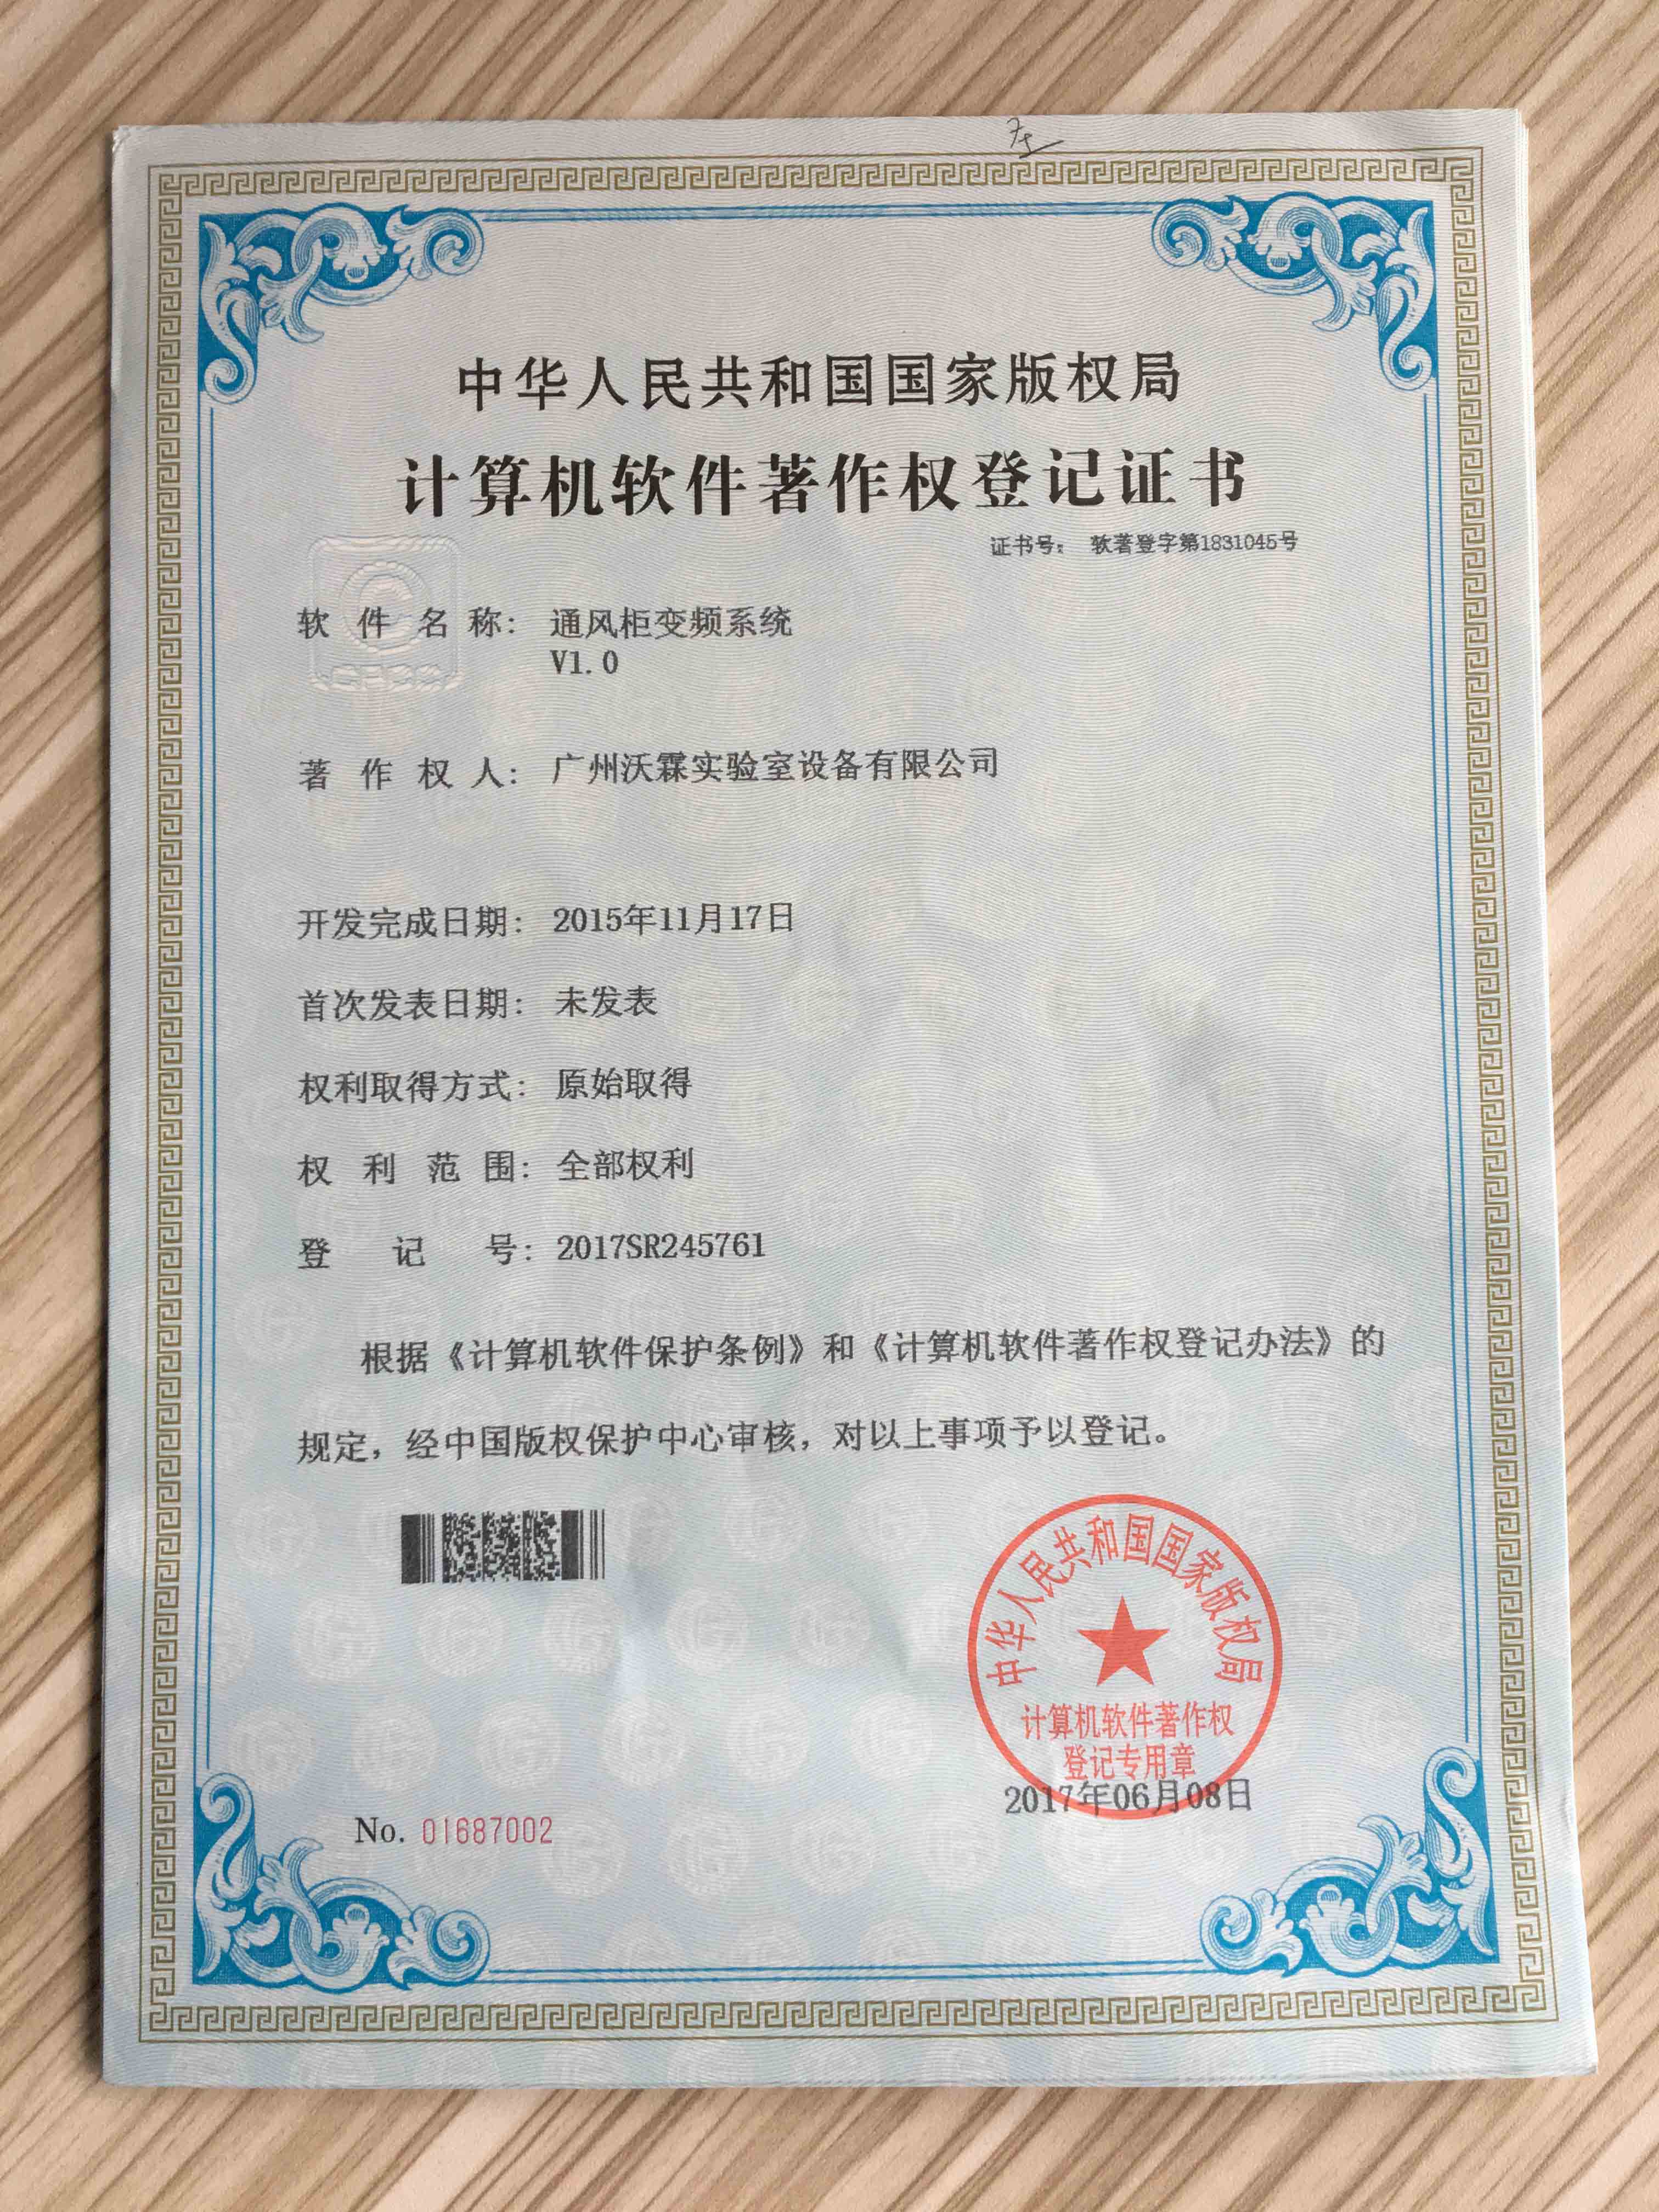 中华人民共和国国家版权局
计算机软件著作权登记证书
证书号： 软著登字第1831045号
软件名称： 通风柜变频系统
V1.0
著作权人： 广州沃霖实验室设备有限公司
开发完成日期： 2015年11月17日
首次发表日期： 未发表
权利取得方式： 原始取得
权利范围： 全部权利
登记号： 2017SR245761
根据《计算机软件保护条例》和《计算机软件著作权登记办法》的
规定，经中国版权保护中心审核，对以上事项予以登记。
中华人民共和国国家版权局
计算机软件著作权
登记专用章
2017年06月08日
No. 01687002